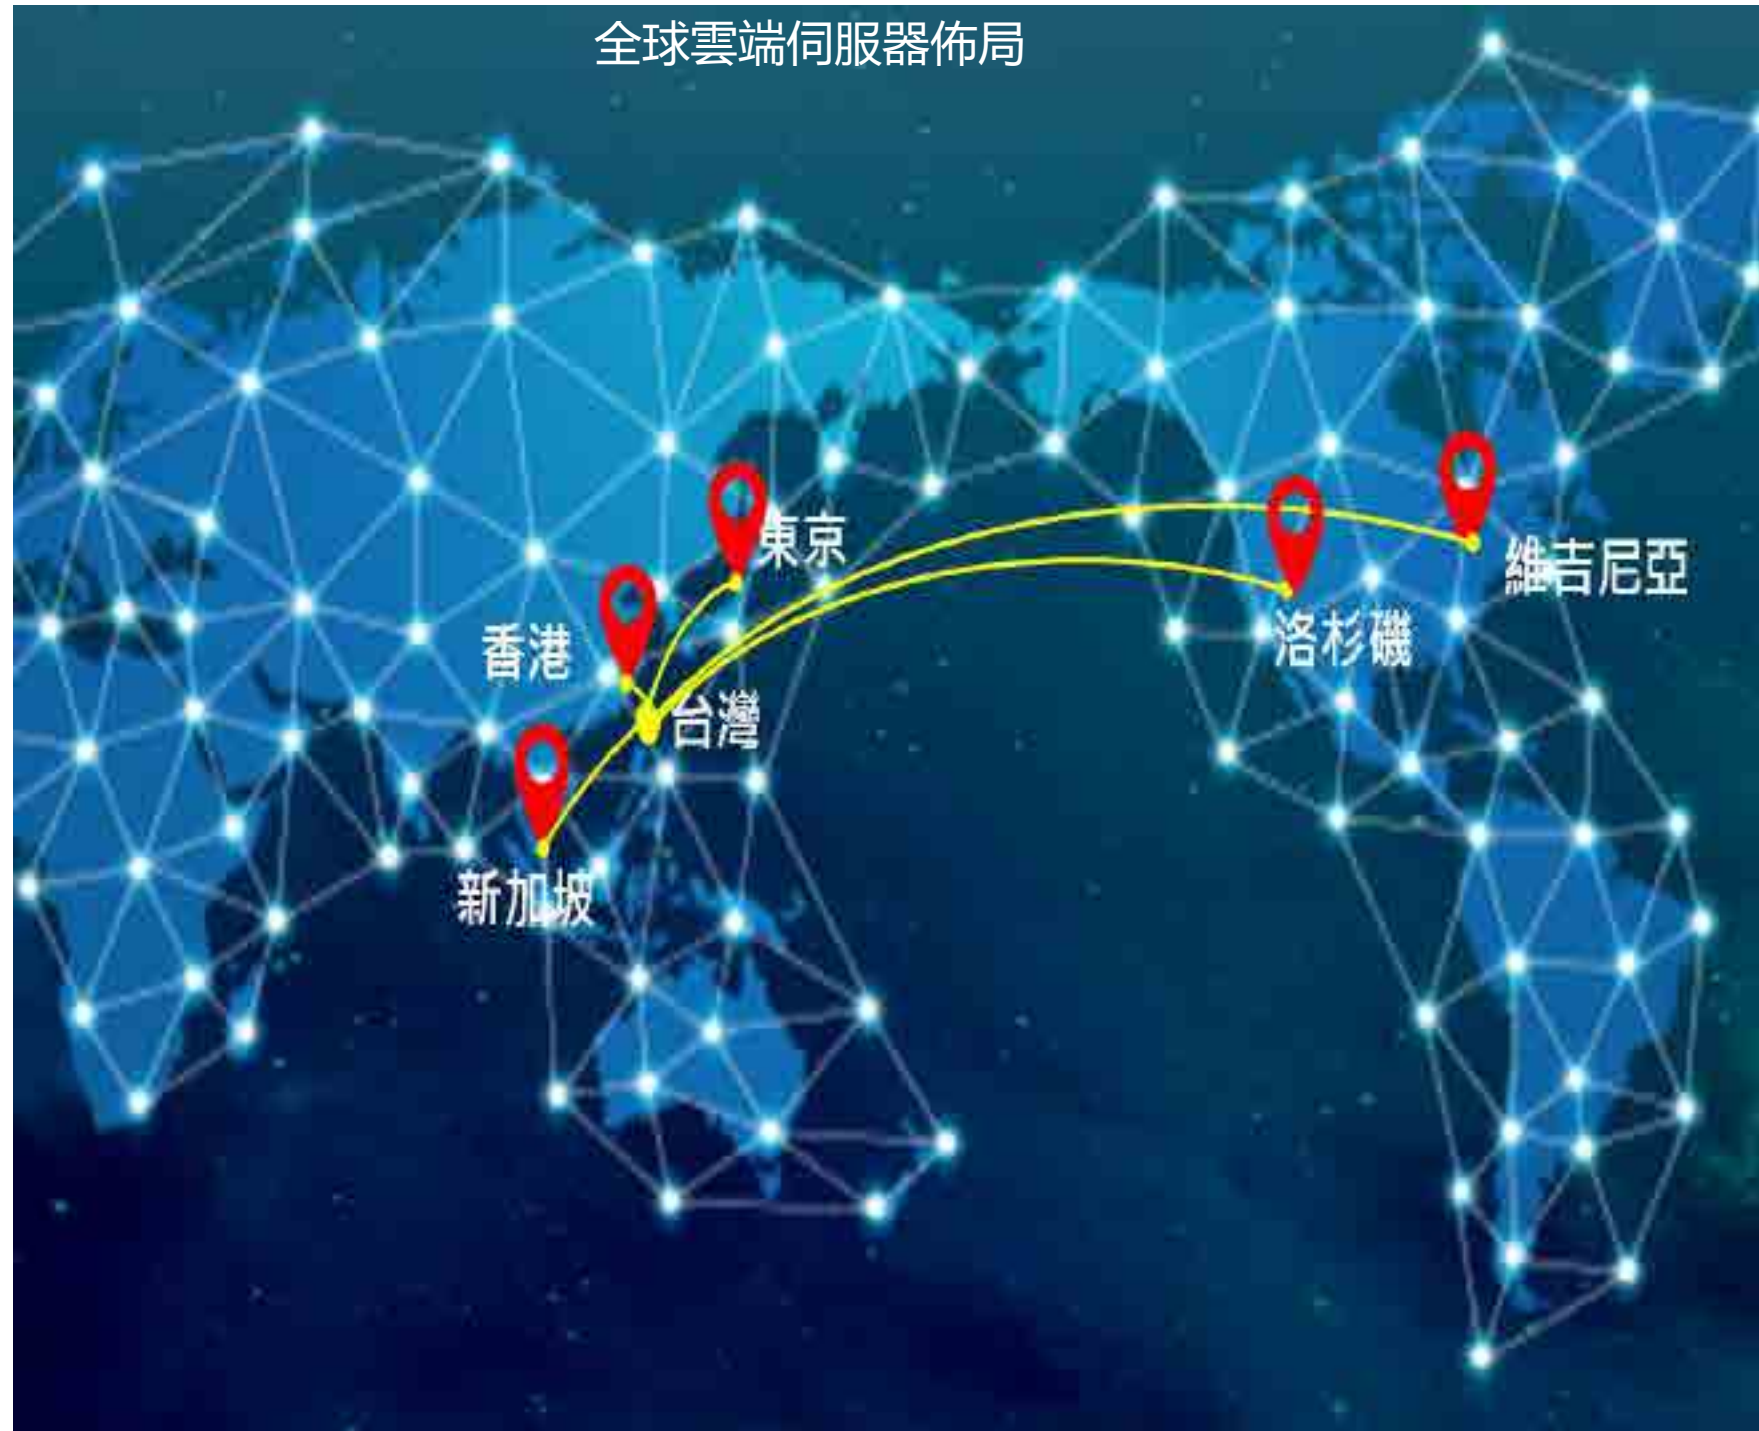 全球雲端伺服器佈局
東京
維吉尼亞
香港
洛杉磯
台灣
新加坡